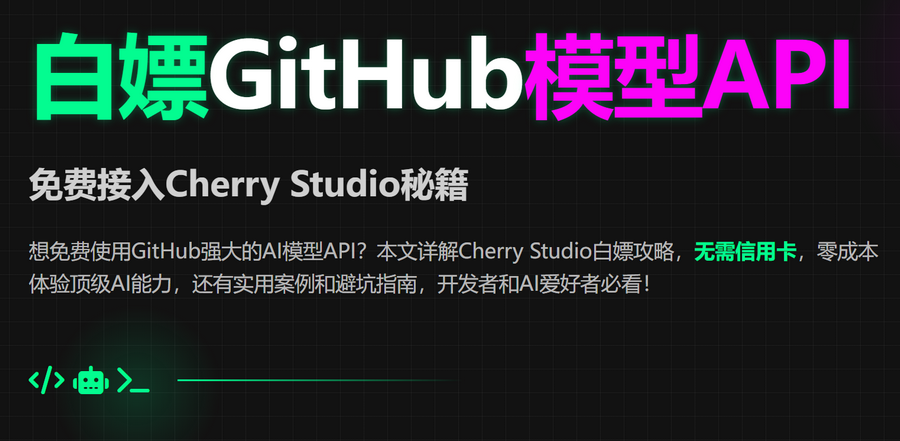 白嫖GitHub模型API
免费接入Cherry Studio秘籍
想免费使用GitHub强大的AI模型API？本文详解Cherry Studio白嫖攻略，无需信用卡，零成本
体验顶级AI能力，还有实用案例和避坑指南，开发者和AI爱好者必看！